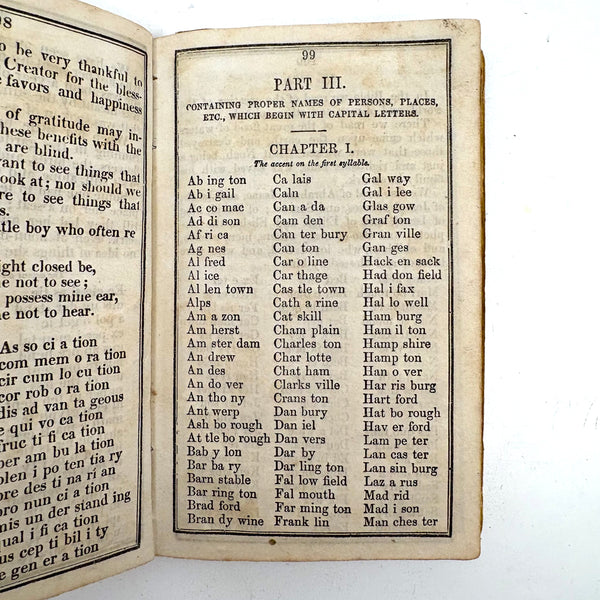 98
o be very thankful to
Creator for the bless-
favors and happiness
of gratitude may in-
hese benefits with the
are blind.
ant to see things that
ook at; nor should we
re to see things that
s.
tle boy who often re
ight closed be,
e not to see;
possess mine ear,
e not to hear.
As so ci a tion
com mem o ra tion
cir cum lo cu tion
cor rob o ra tion
dis ad van ta geous
e qui vo ca tion
fruc ti fi ca tion
per am bu la tion
plen i po ten tia ry
pre des ti na ri an
pro nun ci a tion
mis un der stand ing
qual i fi ca tion
us cep ti bil i ty
e gen er a tion
99
PART III.
CONTAINING PROPER NAMES OF PERSONS, PLACES,
ETC., WHICH BEGIN WITH CAPITAL LETTERS.
CHAPTER I.
The accent on the first syllable.
Ab ing ton Ca lais Gal way
Ab i gail Caln Gal i lee
Ac co mac Can a da Glas gow
Ad di son Cam den Graf ton
Af ri ca Can ter bury Gran ville
Ag nes Can ton Gan ges
Al fred Car o line Hack en sack
Al ice Car thage Had don field
Al len town Cas tle town Hal i fax
Alps Cath a rine Hal lo well
Am a zon Cat skill Ham burg
Am herst Cham plain Ham il ton
Am ster dam Charles ton Hamp shire
An drew Char lotte Hamp ton
An des Chat ham Han o ver
An do ver Clarks ville Har ris burg
An tho ny Crans ton Hart ford
Ant werp Dan bury Hat bo rough
Ash bo rough Dan iel Hav er ford
At tle bo rough Dan vers Lam pe ter
Bab y lon Dar by Lan cas ter
Bar ba ry Dar ling ton Lan sin burg
Barn stable Fal low field Laz a rus
Bar ring ton Fal mouth Mad rid
Brad ford Far ming ton Mad i son
Bran dy wine Frank lin Man ches ter